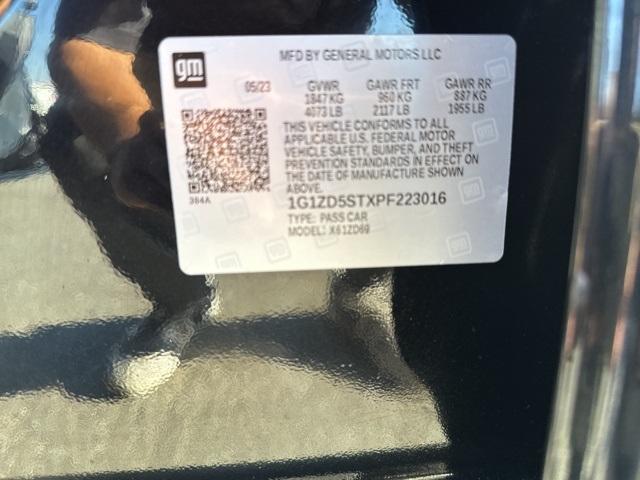 gm
MFD BY GENERAL MOTORS LLC
05/23 GVWR GAWR FRT GAWR RR
1847 KG 960 KG 887 KG
4073 LB 2117 LB 1955 LB
THIS VEHICLE CONFORMS TO ALL
APPLICABLE U.S. FEDERAL MOTOR
VEHICLE SAFETY, BUMPER, AND THEFT
PREVENTION STANDARDS IN EFFECT ON
THE DATE OF MANUFACTURE SHOWN
ABOVE.
384A
1G1ZD5STXPF223016
TYPE: PASS CAR
MODEL: X61ZD69